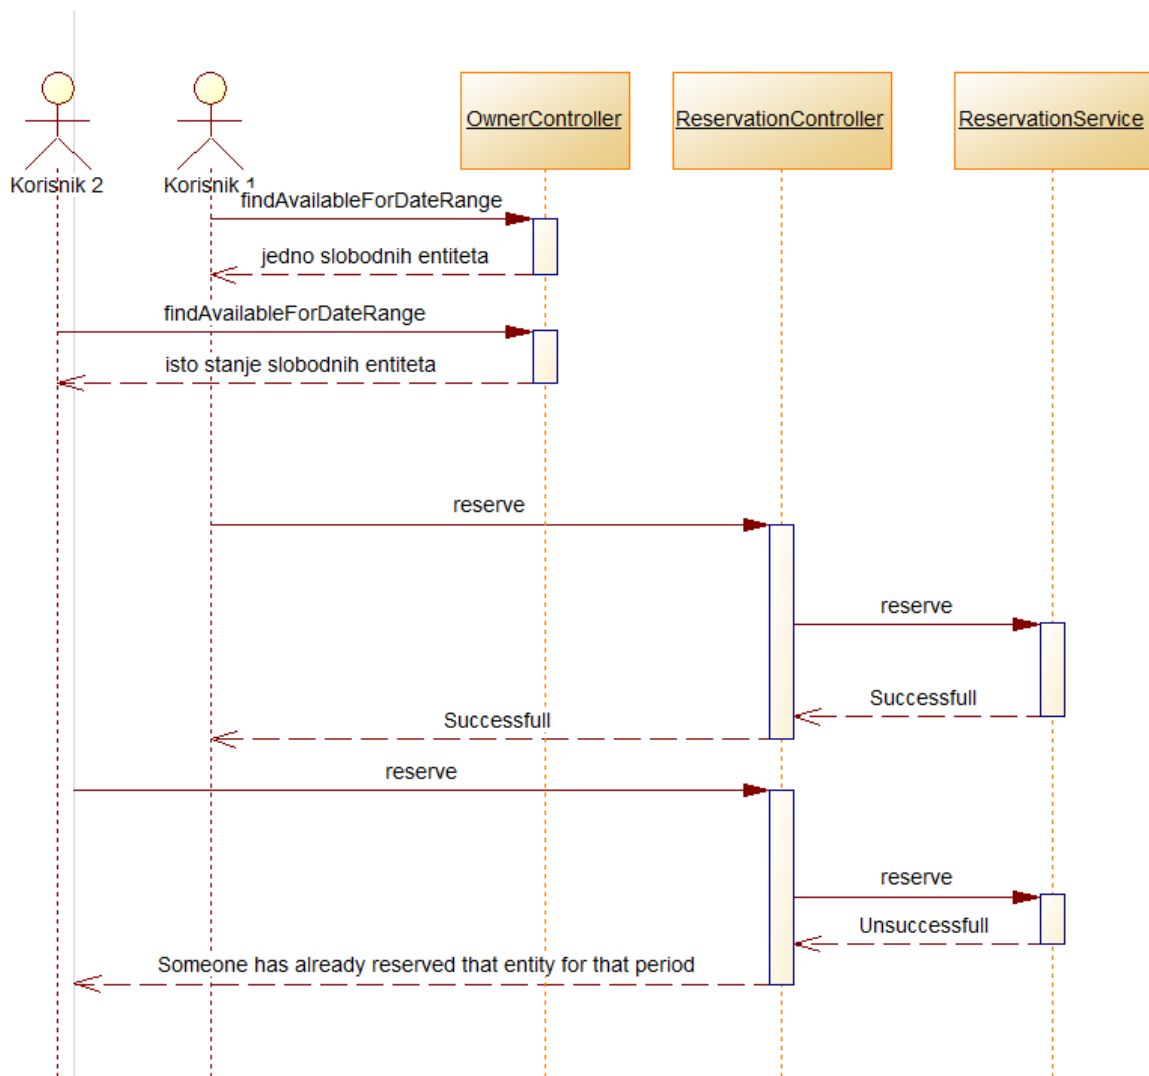 OwnerController
ReservationController
ReservationService
Korisnik 2
Korisnik 1
findAvailableForDateRange
jedno slobodnih entiteta
findAvailableForDateRange
isto stanje slobodnih entiteta
reserve
reserve
Successfull
Successfull
reserve
reserve
Unsuccessfull
Someone has already reserved that entity for that period